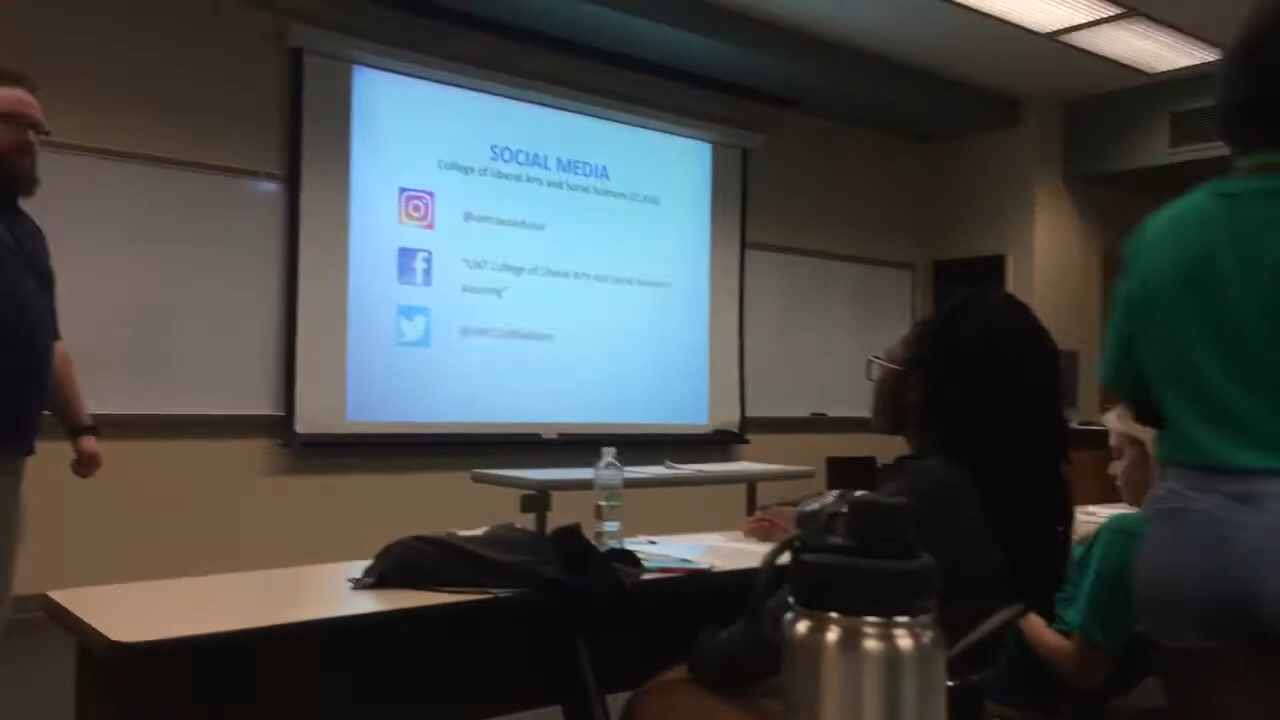 SOCIAL MEDIA
College of Liberal Arts and Social Sciences (CLASS)
"UNT College of Liberal Arts and Social Sciences
Advising"